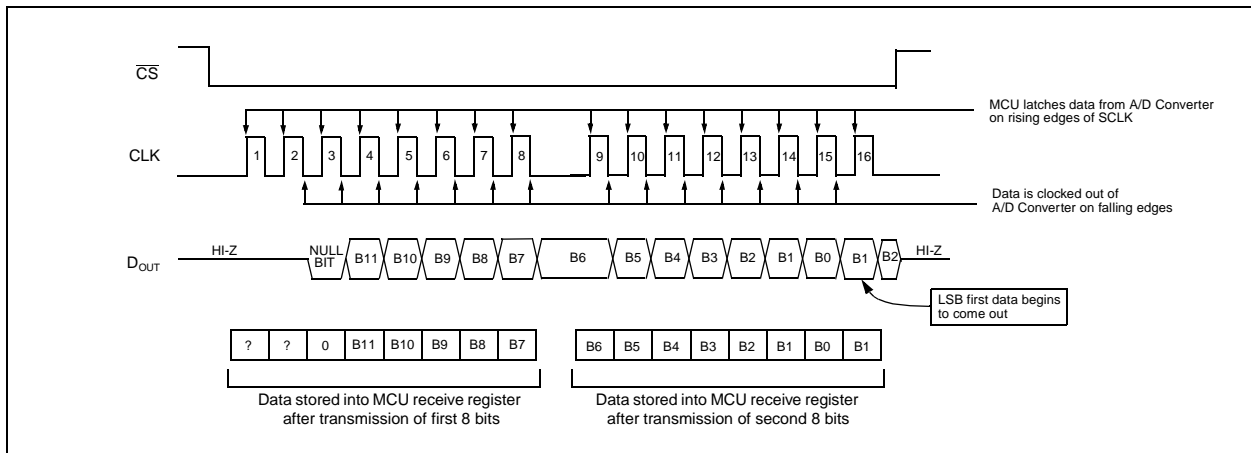 CS
MCU latches data from A/D Converter
on rising edges of SCLK
CLK
1 2 3 4 5 6 7 8 9 10 11 12 13 14 15 16
Data is clocked out of
A/D Converter on falling edges
HI-Z
DOUT
NULL
BIT
B11 B10 B9 B8 B7 B6 B5 B4 B3 B2 B1 B0 B1 B2
HI-Z
LSB first data begins
to come out
? ? 0 B11 B10 B9 B8 B7
B6 B5 B4 B3 B2 B1 B0 B1
Data stored into MCU receive register
after transmission of first 8 bits
Data stored into MCU receive register
after transmission of second 8 bits